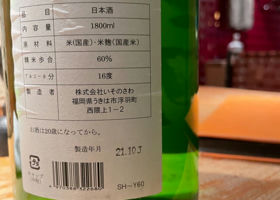 品目 日本酒
内容量 1800ml
原材料 米(国産)・米麹(国産米)
精米歩合 60%
アルコール分 16度
製造者 株式会社いそのさわ
福岡県うきは市浮羽町
西隈上1-2
お酒は20歳になってから。
製造年月 21.10
SH-Y60